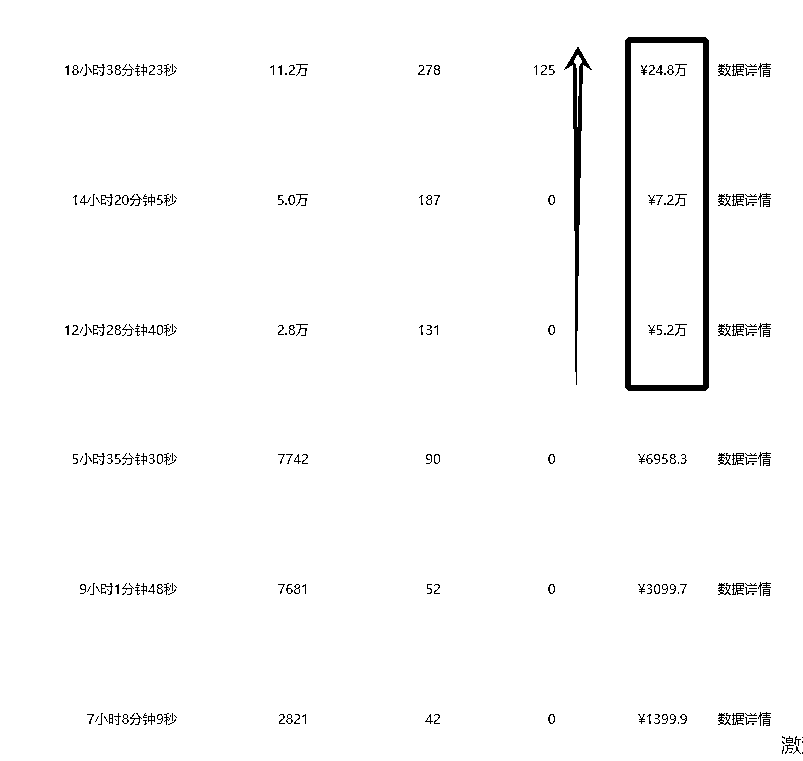 18小时38分钟23秒 11.2万 278 125 ¥24.8万 数据详情
14小时20分钟5秒 5.0万 187 0 ¥7.2万 数据详情
12小时28分钟40秒 2.8万 131 0 ¥5.2万 数据详情
5小时35分钟30秒 7742 90 0 ¥6958.3 数据详情
9小时1分钟48秒 7681 52 0 ¥3099.7 数据详情
7小时8分钟9秒 2821 42 0 ¥1399.9 数据详情
激